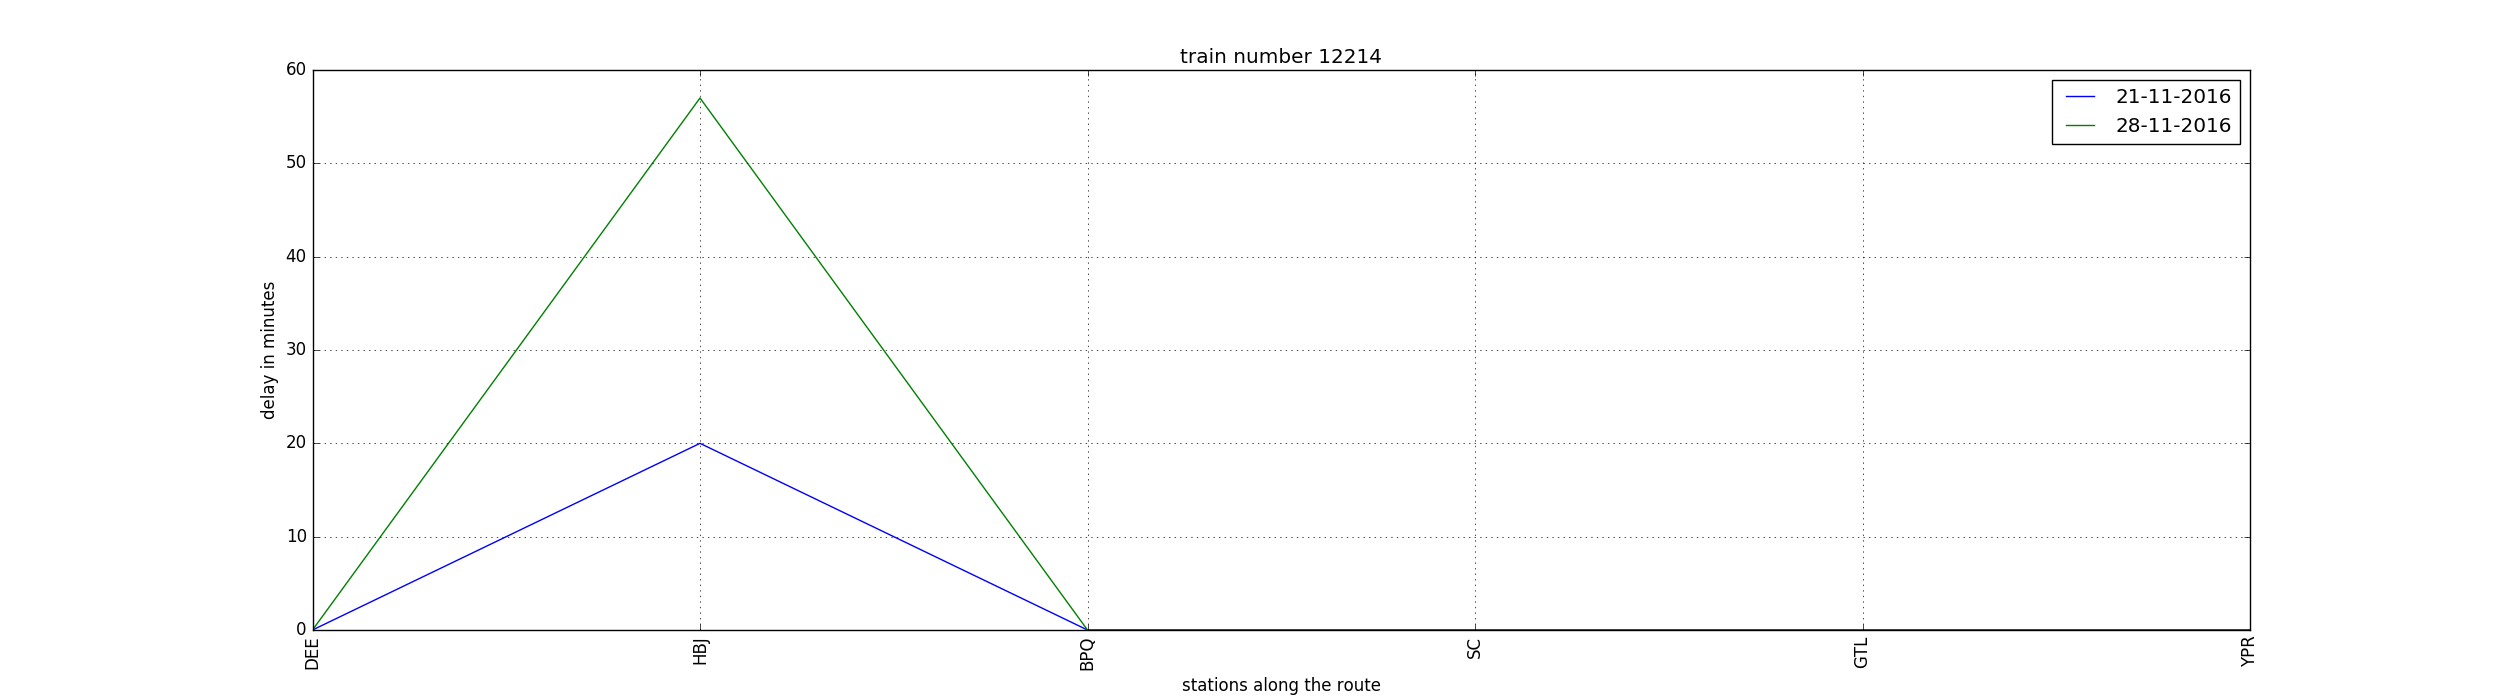 train number 12214
60
50
40
30
20
10
0
delay in minutes
21-11-2016
28-11-2016
DEE
HBJ
BPQ
SC
GTL
YPR
stations along the route